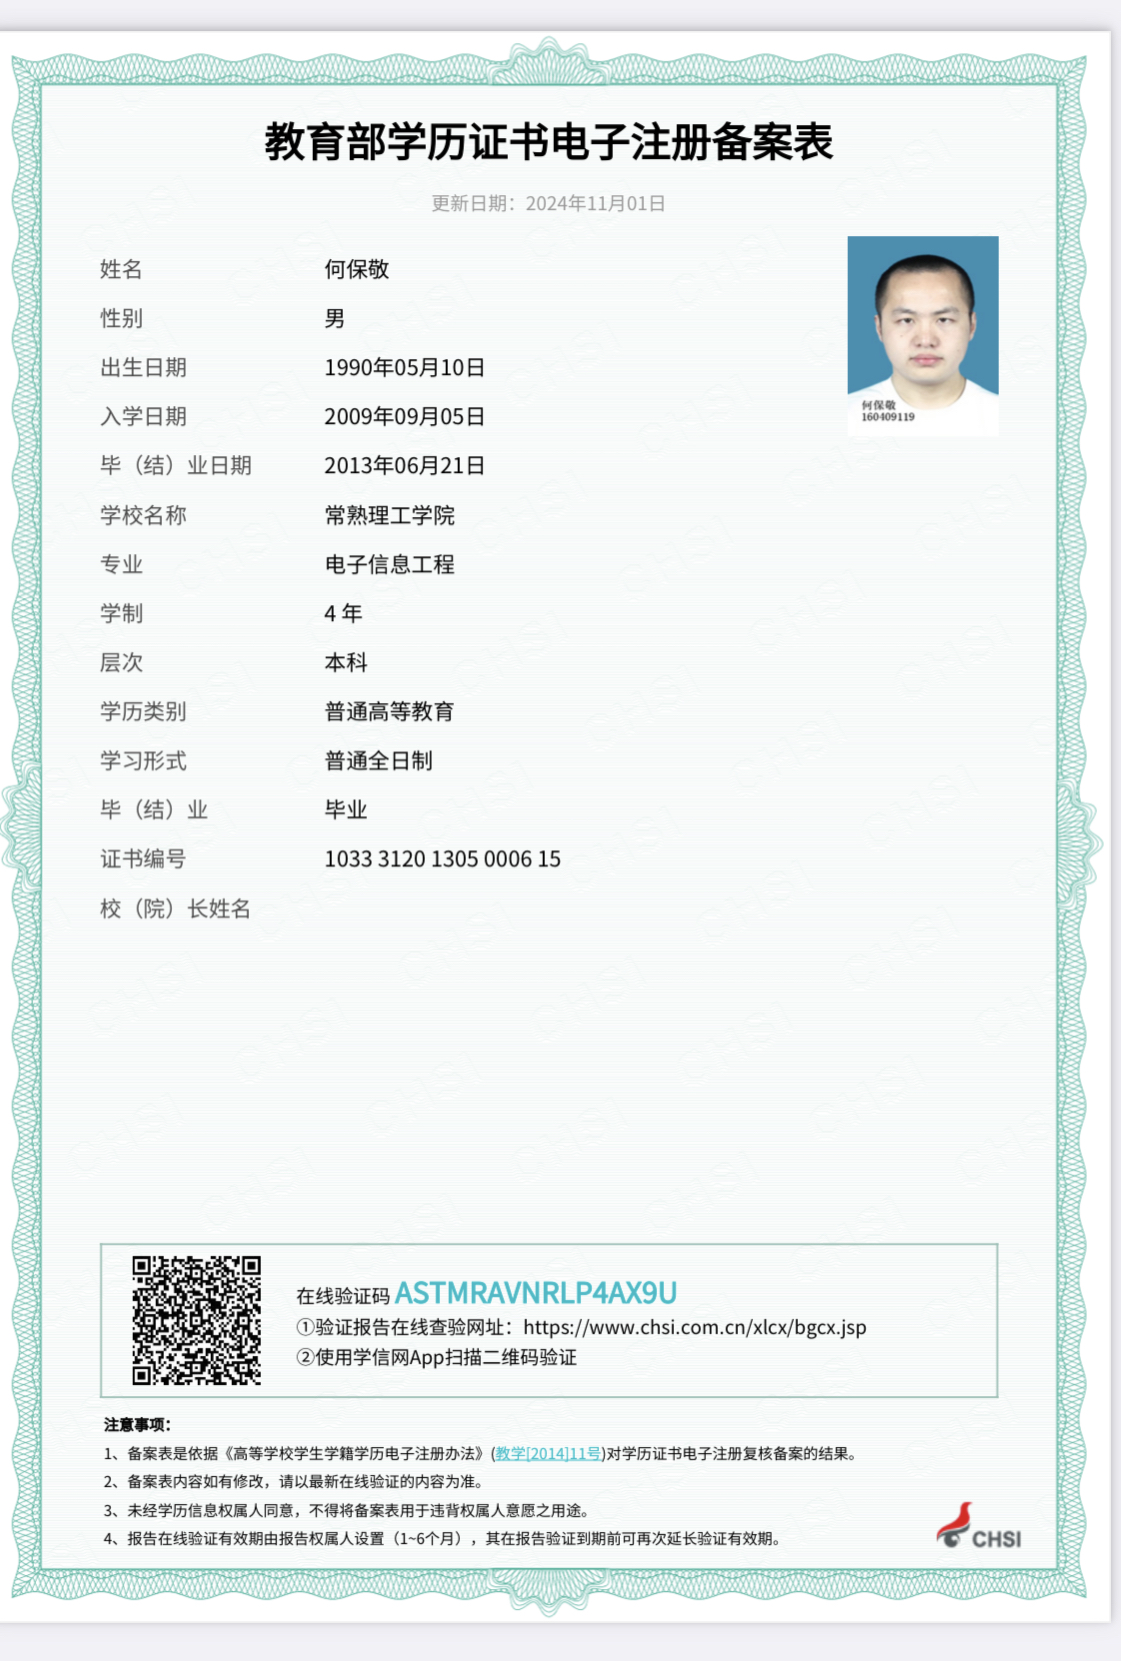 教育部学历证书电子注册备案表
更新日期：2024年11月01日
姓名 何保敬
性别 男
出生日期 1990年05月10日
入学日期 2009年09月05日
毕（结）业日期 2013年06月21日
学校名称 常熟理工学院
专业 电子信息工程
学制 4 年
层次 本科
学历类别 普通高等教育
学习形式 普通全日制
毕（结）业 毕业
证书编号 1033 3120 1305 0006 15
校（院）长姓名
何保敬
160409119
在线验证码 ASTMRAVNRLP4AX9U
①验证报告在线查验网址：https://www.chsi.com.cn/xlcx/bgcx.jsp
②使用学信网App扫描二维码验证
注意事项：
1、备案表是依据《高等学校学生学籍学历电子注册办法》(教学[2014]11号)对学历证书电子注册复核备案的结果。
2、备案表内容如有修改，请以最新在线验证的内容为准。
3、未经学历信息权属人同意，不得将备案表用于违背权属人意愿之用途。
4、报告在线验证有效期由报告权属人设置（1~6个月），其在报告验证到期前可再次延长验证有效期。
CHSI